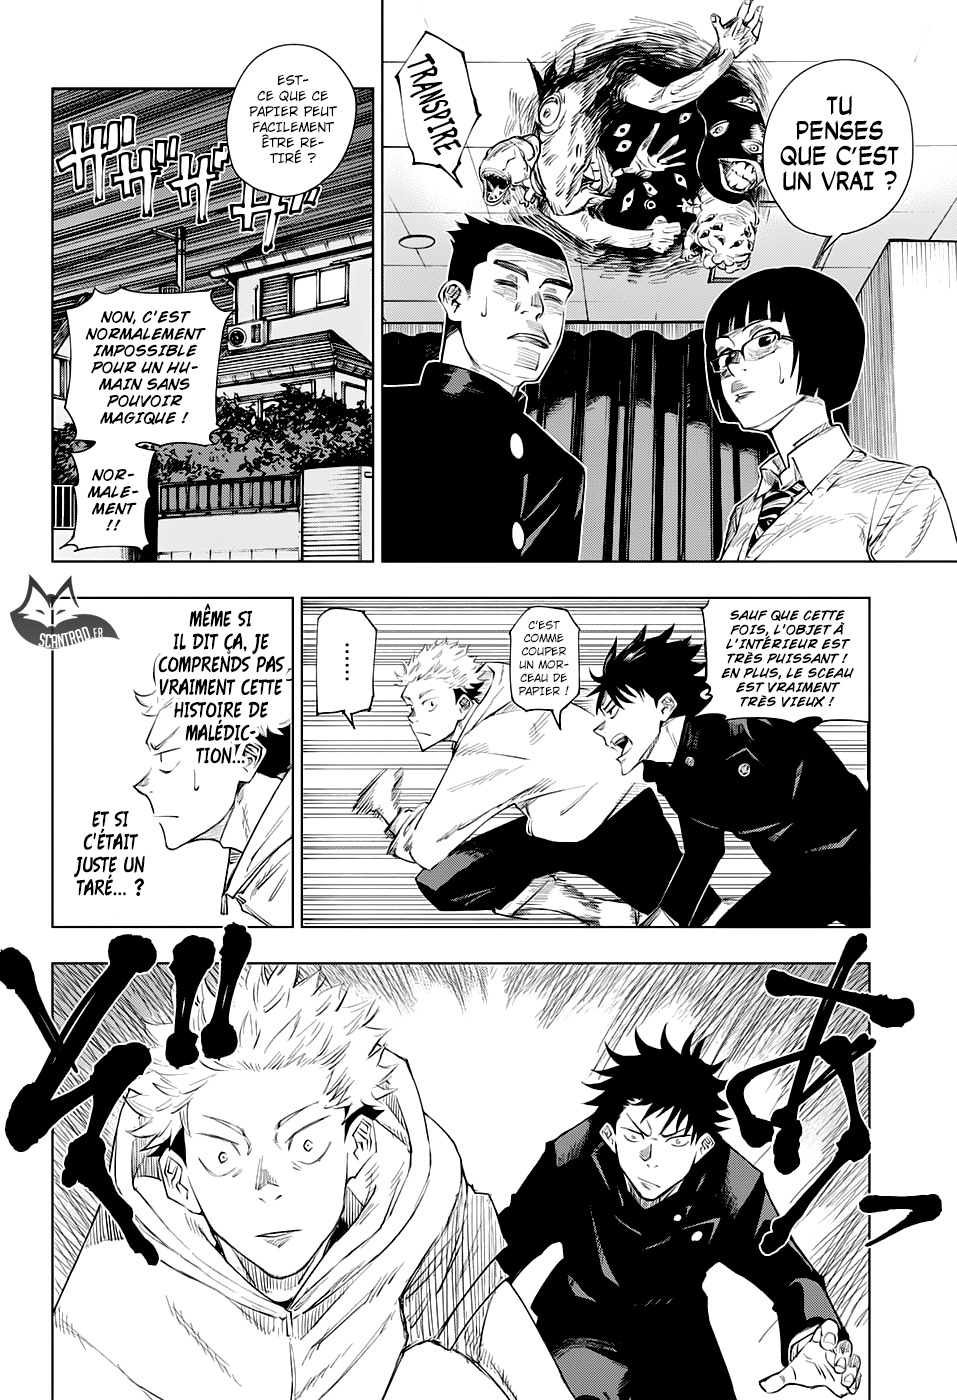 TU
PENSES
QUE C'EST
UN VRAI ?
TRANSPIRE
EST-
CE QUE CE
PAPIER PEUT
FACILEMENT
ÊTRE RE-
TIRÉ ?
ザザザザ
NON, C'EST
NORMALEMENT
IMPOSSIBLE
POUR UN HU-
MAIN SANS
POUVOIR
MAGIQUE !
NOR-
MALE-
MENT
!!
SAUF QUE CETTE
FOIS, L'OBJET À
L'INTÉRIEUR EST
TRÈS PUISSANT !
EN PLUS, LE SCEAU
EST VRAIMENT
TRÈS VIEUX !
C'EST
COMME
COUPER
UN MOR-
CEAU DE
PAPIER !
......
MÊME SI
IL DIT ÇA, JE
COMPRENDS PAS
VRAIMENT CETTE
HISTOIRE DE
MALÉDIC-
TION...
ET SI
C'ÉTAIT
JUSTE UN
TARÉ... ?
SCANTRAD.FR